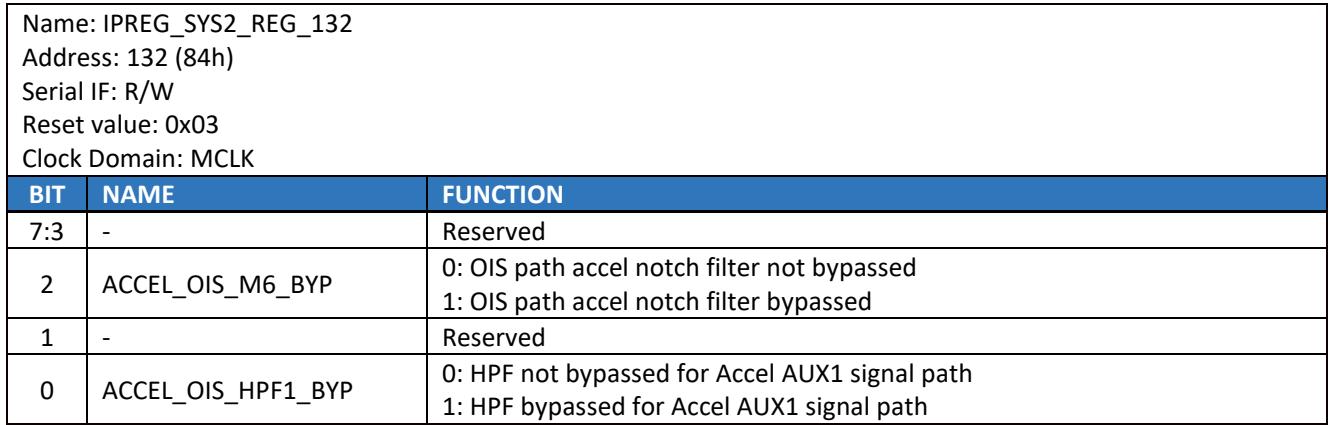 Name: IPREG_SYS2_REG_132
Address: 132 (84h)
Serial IF: R/W
Reset value: 0x03
Clock Domain: MCLK
BIT NAME FUNCTION
7:3 - Reserved
2 ACCEL_OIS_M6_BYP 0: OIS path accel notch filter not bypassed
1: OIS path accel notch filter bypassed
1 - Reserved
0 ACCEL_OIS_HPF1_BYP 0: HPF not bypassed for Accel AUX1 signal path
1: HPF bypassed for Accel AUX1 signal path